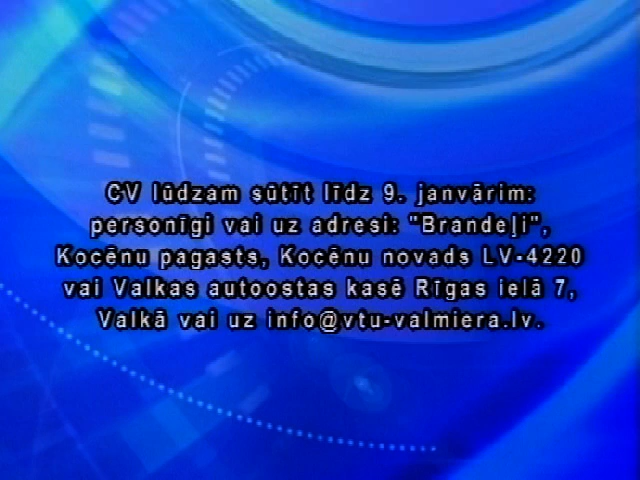 CV lūdzam sūtīt līdz 9. janvārim:
personīgi vai uz adresi: "Brandeļi",
Kocēnu pagasts, Kocēnu novads LV-4220
vai Valkas autoostas kasē Rīgas ielā 7,
Valkā vai uz info@vtu-valmiera.lv.